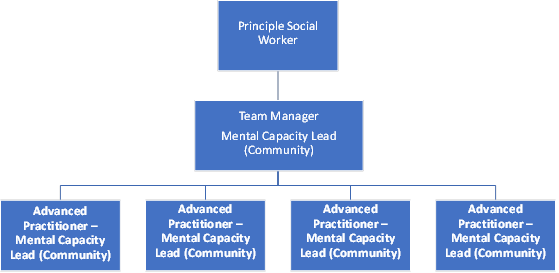 Principle Social
Worker
Team Manager
Mental Capacity Lead
(Community)
Advanced
Practitioner –
Mental Capacity
Lead (Community)
Advanced
Practitioner –
Mental Capacity
Lead (Community)
Advanced
Practitioner –
Mental Capacity
Lead (Community)
Advanced
Practitioner –
Mental Capacity
Lead (Community)